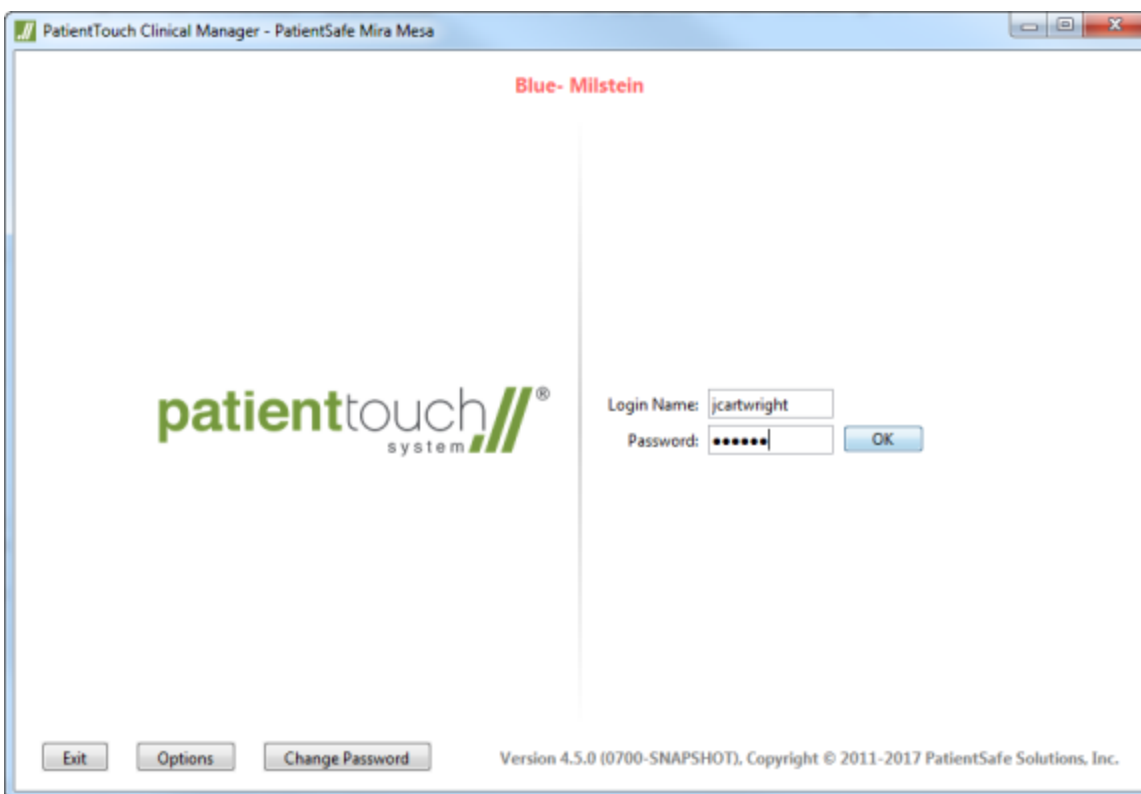 PatientTouch Clinical Manager - PatientSafe Mira Mesa
Blue- Milstein
patienttouch®
system
Login Name: jcartwright
Password: ●●●●●● OK
Exit Options Change Password Version 4.5.0 (0700-SNAPSHOT), Copyright © 2011-2017 PatientSafe Solutions, Inc.